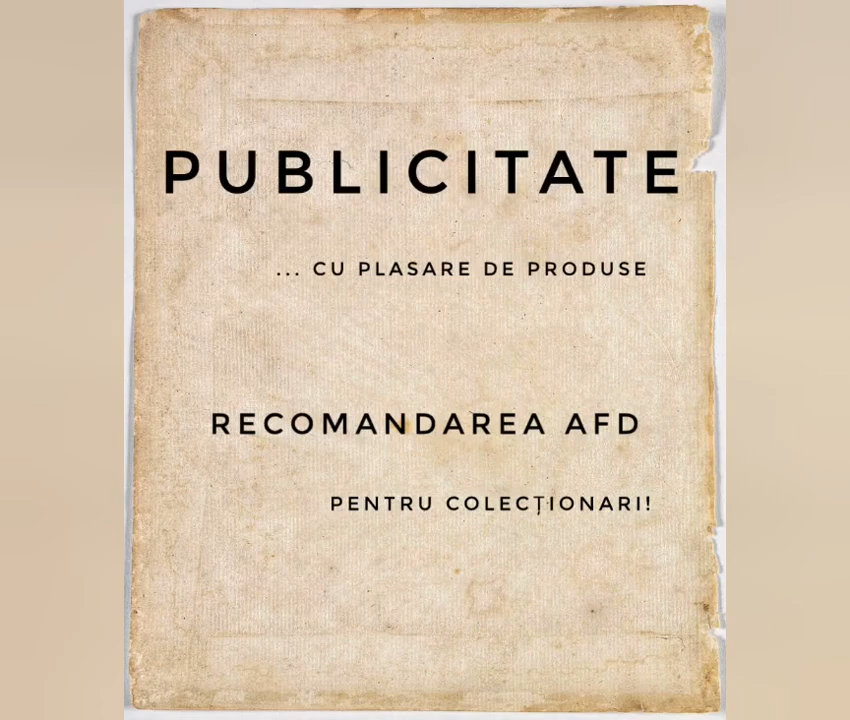 PUBLICITATE
... CU PLASARE DE PRODUSE
RECOMANDAREA AFD
PENTRU COLECȚIONARI!